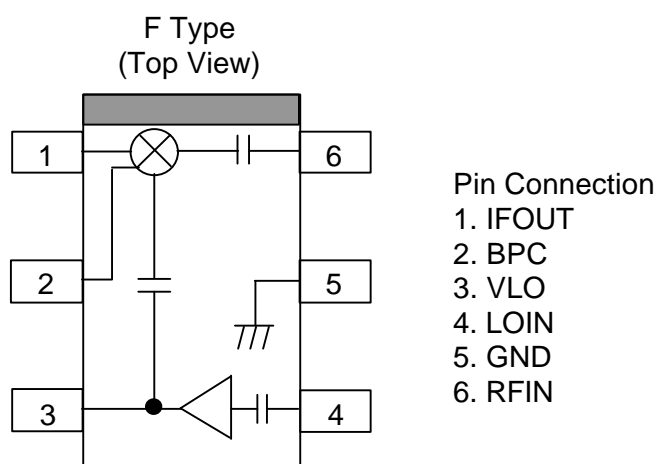 F Type
(Top View)
1
6
2
5
3
4
Pin Connection
1. IFOUT
2. BPC
3. VLO
4. LOIN
5. GND
6. RFIN